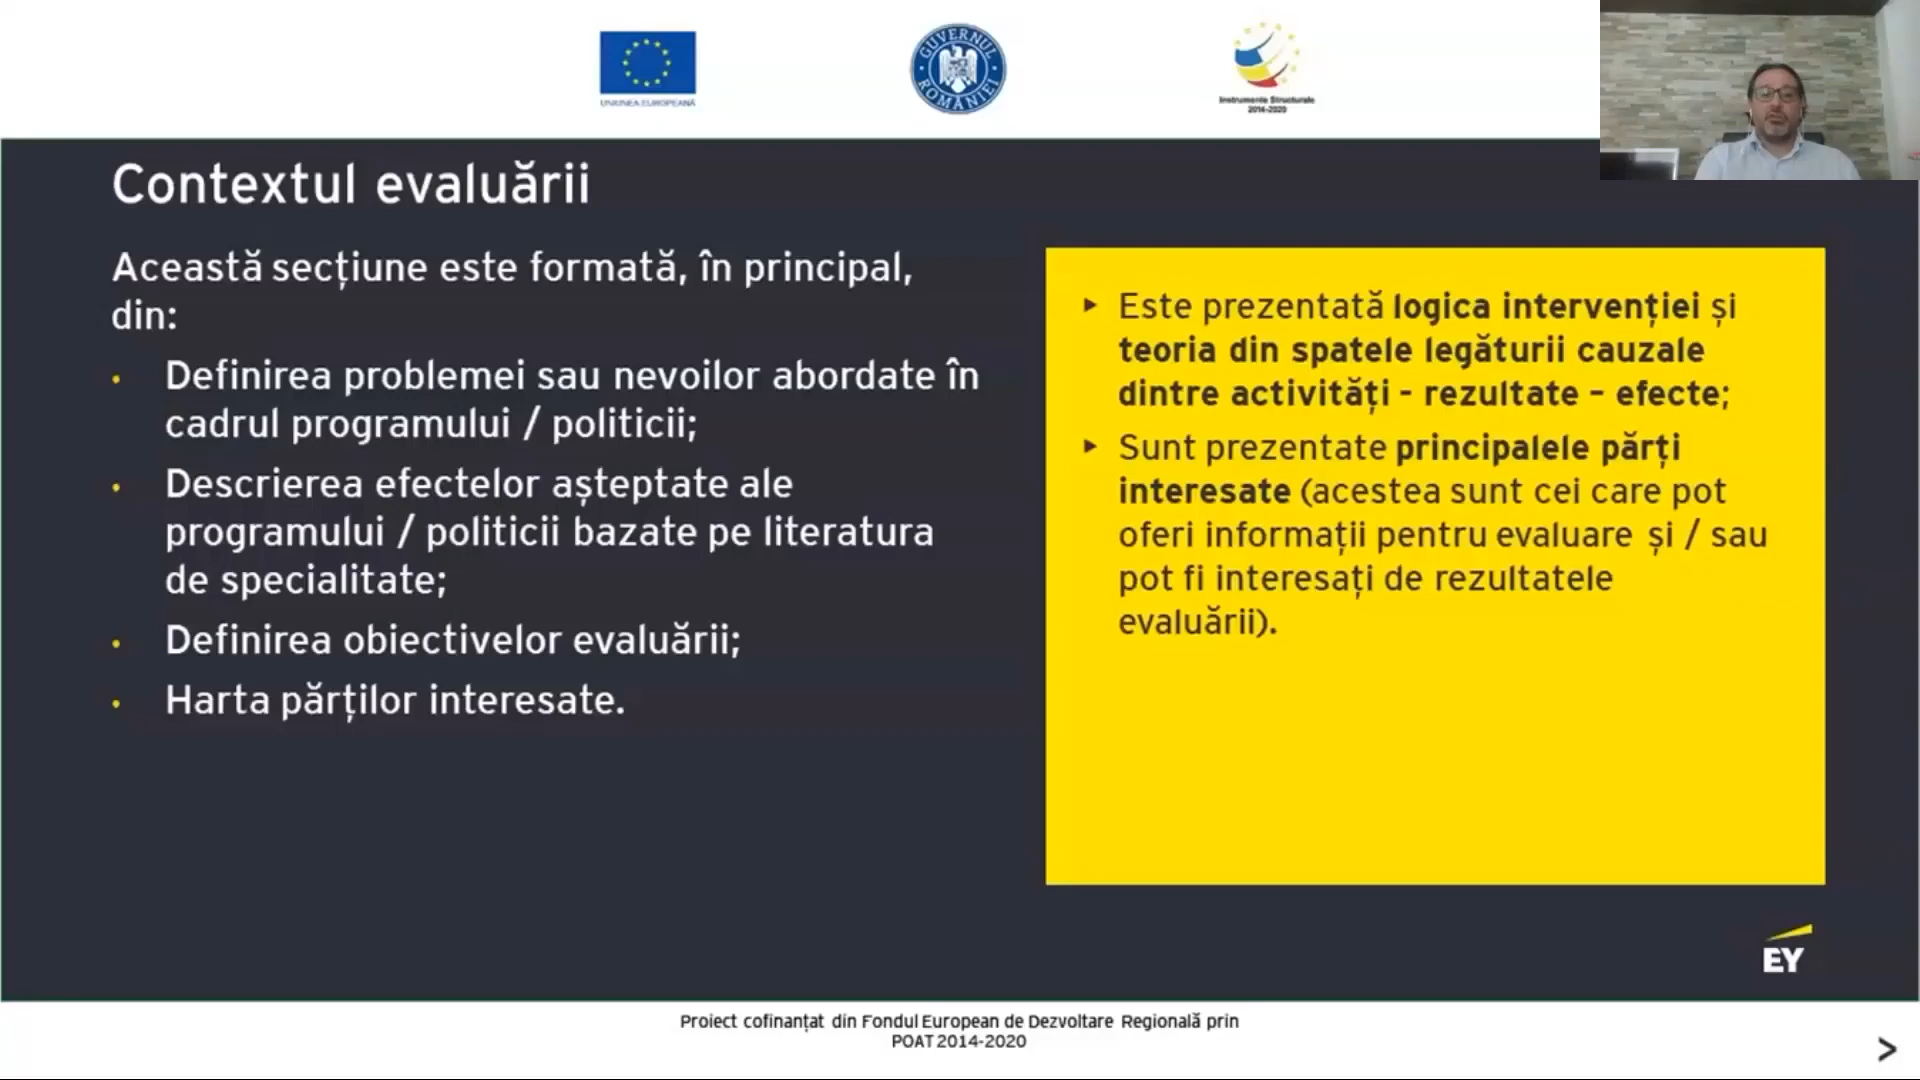 UNIUNEA EUROPEANĂ
GUVERNUL ROMÂNIEI
Instrumente Structurale
2014-2020
Contextul evaluării
Această secțiune este formată, în principal,
din:
• Definirea problemei sau nevoilor abordate în
cadrul programului / politicii;
• Descrierea efectelor așteptate ale
programului / politicii bazate pe literatura
de specialitate;
• Definirea obiectivelor evaluării;
• Harta părților interesate.
► Este prezentată logica intervenției și
teoria din spatele legăturii cauzale
dintre activități - rezultate – efecte;
► Sunt prezentate principalele părți
interesate (acestea sunt cei care pot
oferi informații pentru evaluare și / sau
pot fi interesați de rezultatele
evaluării).
EY
Proiect cofinanțat din Fondul European de Dezvoltare Regională prin
POAT 2014-2020
>